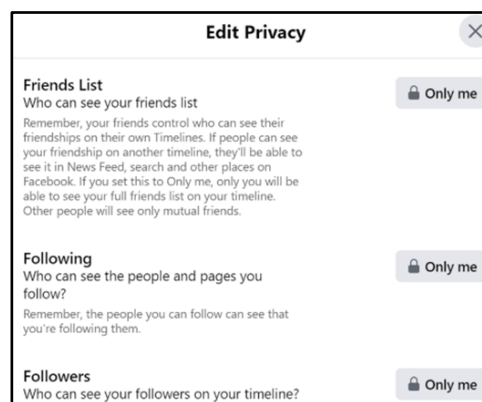 Edit Privacy
Friends List
Only me
Who can see your friends list
Remember, your friends control who can see their
friendships on their own Timelines. If people can see
your friendship on another timeline, they'll be able to
see it in News Feed, search and other places on
Facebook. If you set this to Only me, only you will be
able to see your full friends list on your timeline.
Other people will see only mutual friends.
Following
Only me
Who can see the people and pages you
follow?
Remember, the people you can follow can see that
you're following them.
Followers
Only me
Who can see your followers on your timeline?